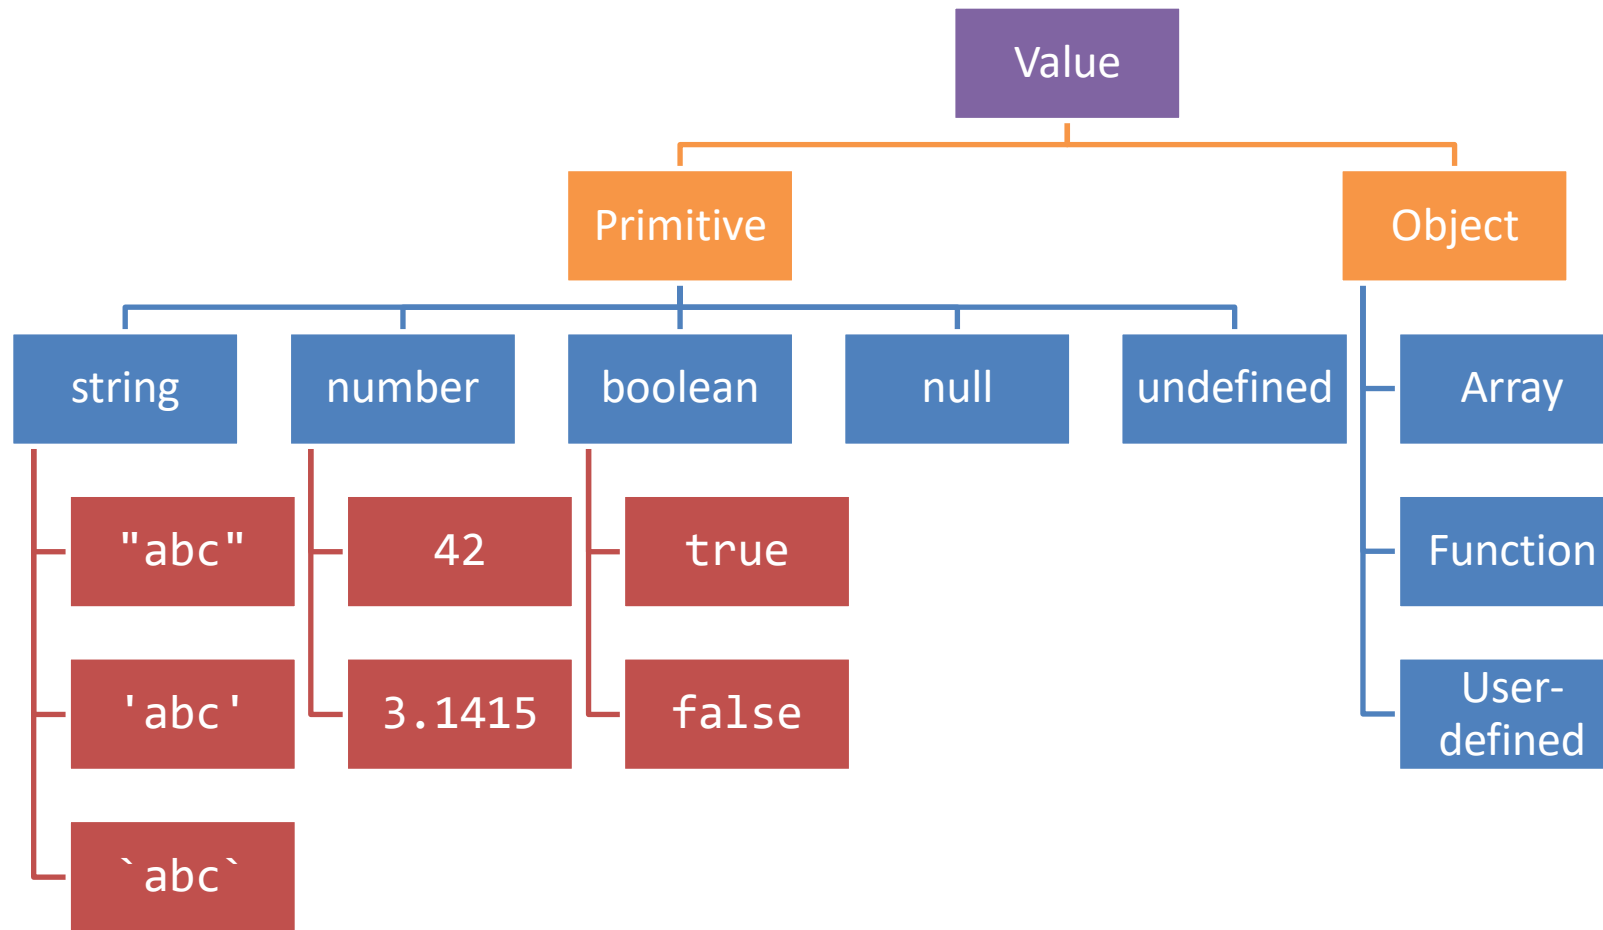 Value
Primitive
Object
string
number
boolean
null
undefined
Array
"abc"
42
true
Function
'abc'
3.1415
false
User-
defined
`abc`